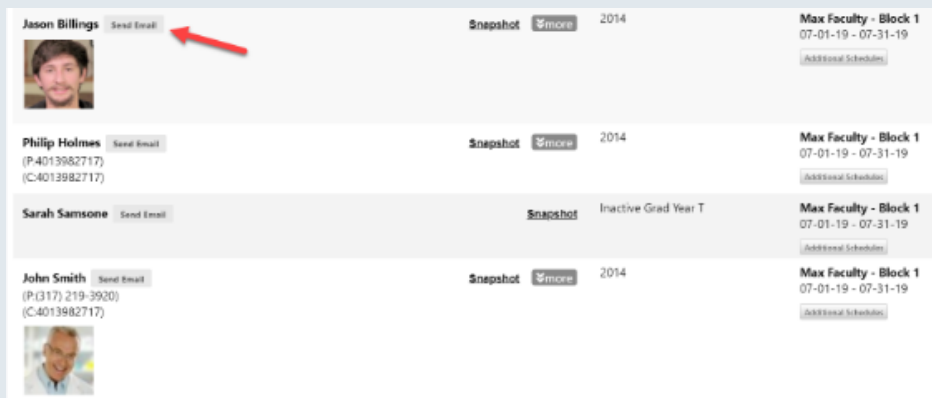 Jason Billings Send Email Snapshot more 2014 Max Faculty - Block 1
07-01-19 - 07-31-19
Additional Schedules
Philip Holmes Send Email Snapshot more 2014 Max Faculty - Block 1
(P:4013982717) 07-01-19 - 07-31-19
(C:4013982717) Additional Schedules
Sarah Samsone Send Email Snapshot Inactive Grad Year T Max Faculty - Block 1
07-01-19 - 07-31-19
Additional Schedules
John Smith Send Email Snapshot more 2014 Max Faculty - Block 1
(P:(317) 219-3920) 07-01-19 - 07-31-19
(C:4013982717) Additional Schedules